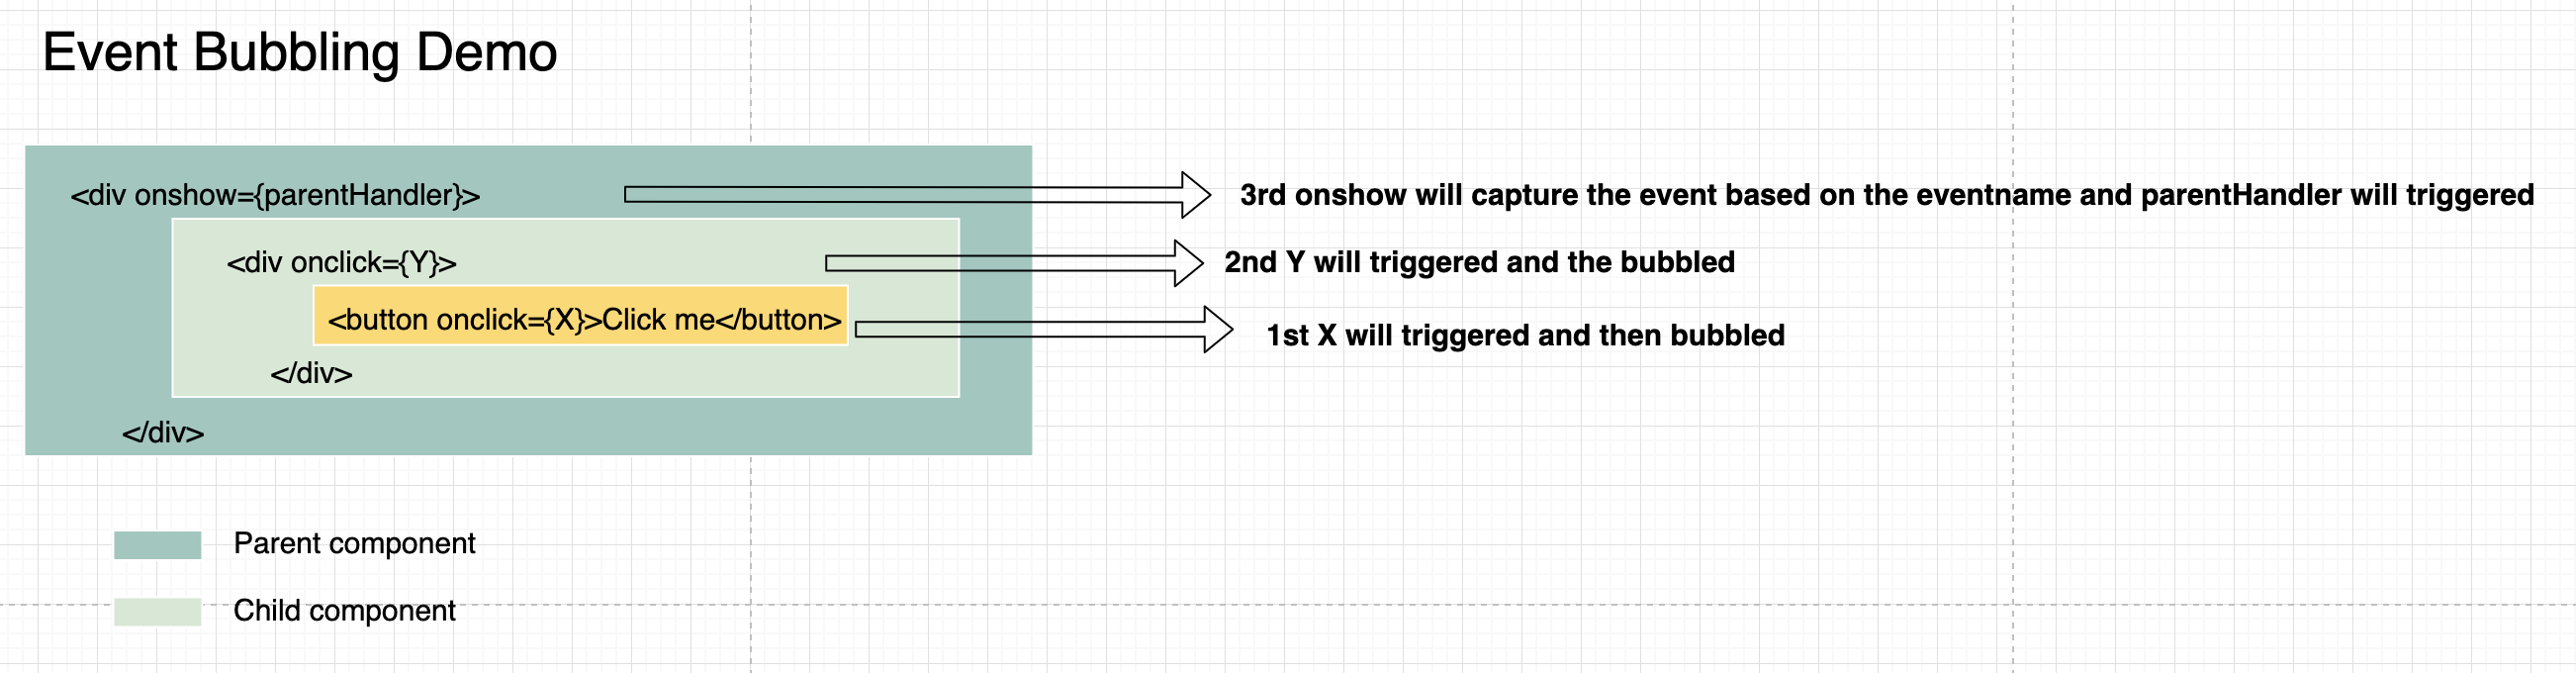 Event Bubbling Demo
<div onshow={parentHandler}>
3rd onshow will capture the event based on the eventname and parentHandler will triggered
<div onclick={Y}>
2nd Y will triggered and the bubbled
<button onclick={X}>Click me</button>
1st X will triggered and then bubbled
</div>
</div>
Parent component
Child component